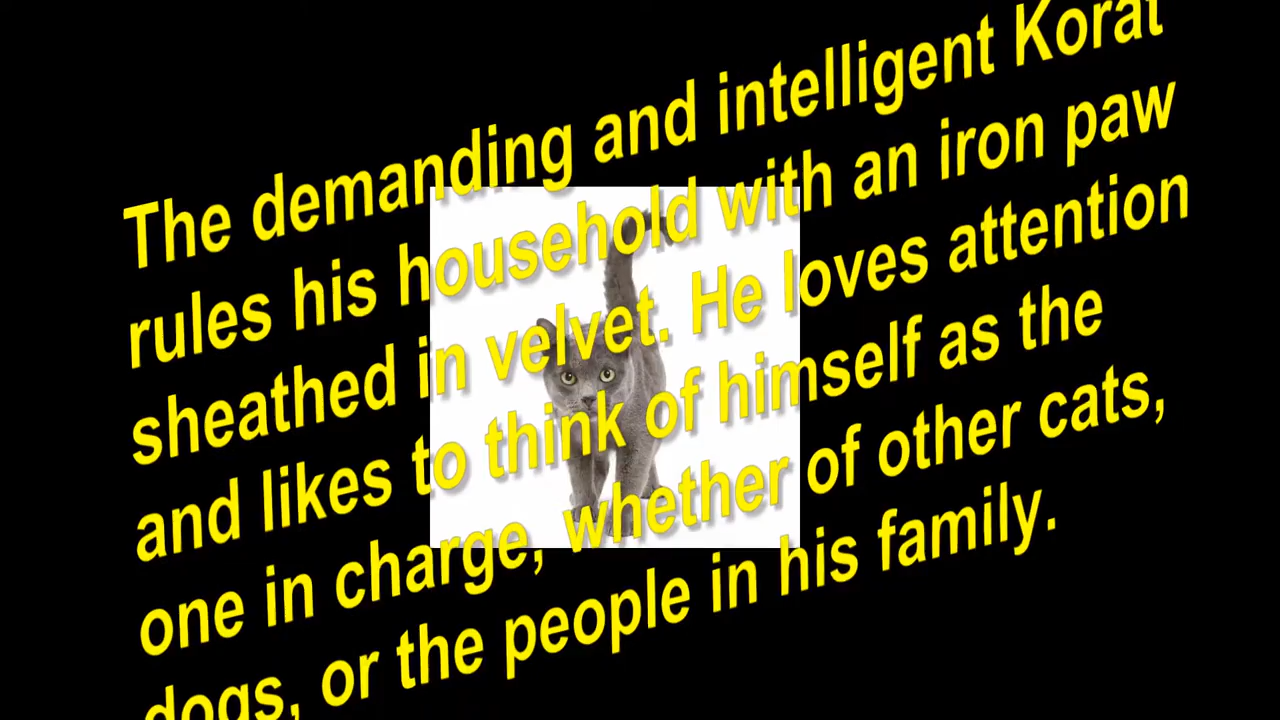 The demanding and intelligent Korat
rules his household with an iron paw
sheathed in velvet. He loves attention
and likes to think of himself as the
one in charge, whether of other cats,
dogs, or the people in his family.